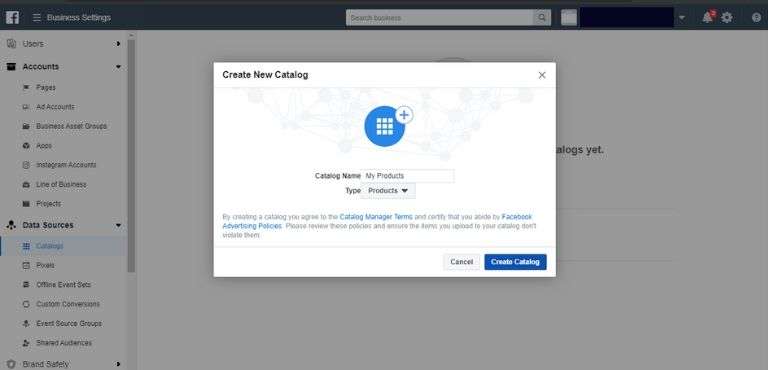 Business Settings
Search business
Users
Accounts
Pages
Ad Accounts
Business Asset Groups
Apps
Instagram Accounts
Line of Business
Projects
Data Sources
Catalogs
Pixels
Offline Event Sets
Custom Conversions
Event Source Groups
Shared Audiences
Brand Safety
Create New Catalog
Catalog Name My Products
Type Products
By creating a catalog you agree to the Catalog Manager Terms and certify that you abide by Facebook
Advertising Policies. Please review these policies and ensure the items you upload to your catalog don't
violate them.
Cancel Create Catalog
alogs yet.